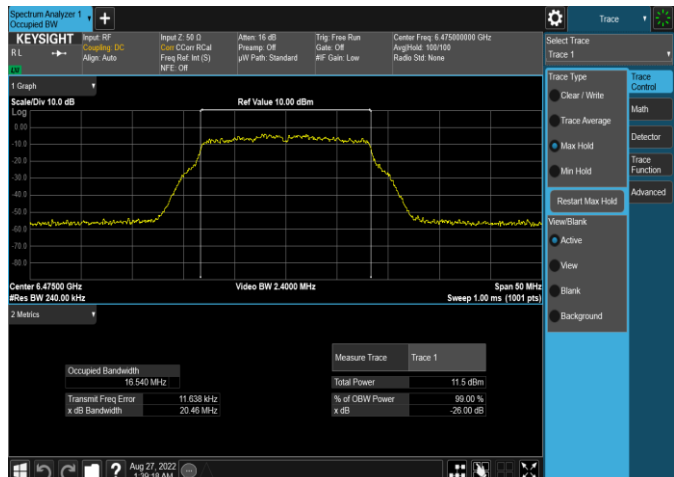 Spectrum Analyzer 1
Occupied BW
Trace
KEYSIGHT
RL
Input: RF
Coupling: DC
Align: Auto
Input Z: 50 Ω
Corr CCorr RCal
Freq Ref: Int (S)
NFE: Off
Atten: 16 dB
Preamp: Off
µW Path: Standard
Trig: Free Run
Gate: Off
#IF Gain: Low
Center Freq: 6.475000000 GHz
Avg|Hold: 100/100
Radio Std: None
Select Trace
Trace 1
1 Graph
Scale/Div 10.0 dB
Ref Value 10.00 dBm
Log
0.00
-10.0
-20.0
-30.0
-40.0
-50.0
-60.0
-70.0
-80.0
Center 6.47500 GHz
#Res BW 240.00 kHz
Video BW 2.4000 MHz
Span 50 MHz
Sweep 1.00 ms (1001 pts)
Trace Type
Clear / Write
Trace Average
Max Hold
Min Hold
Restart Max Hold
View/Blank
Active
View
Blank
Background
Trace Control
Math
Detector
Trace Function
Advanced
2 Metrics
Occupied Bandwidth
16.540 MHz
Transmit Freq Error 11.638 kHz
x dB Bandwidth 20.46 MHz
Measure Trace Trace 1
Total Power 11.5 dBm
% of OBW Power 99.00 %
x dB -26.00 dB
Aug 27, 2022
1:39:18 AM